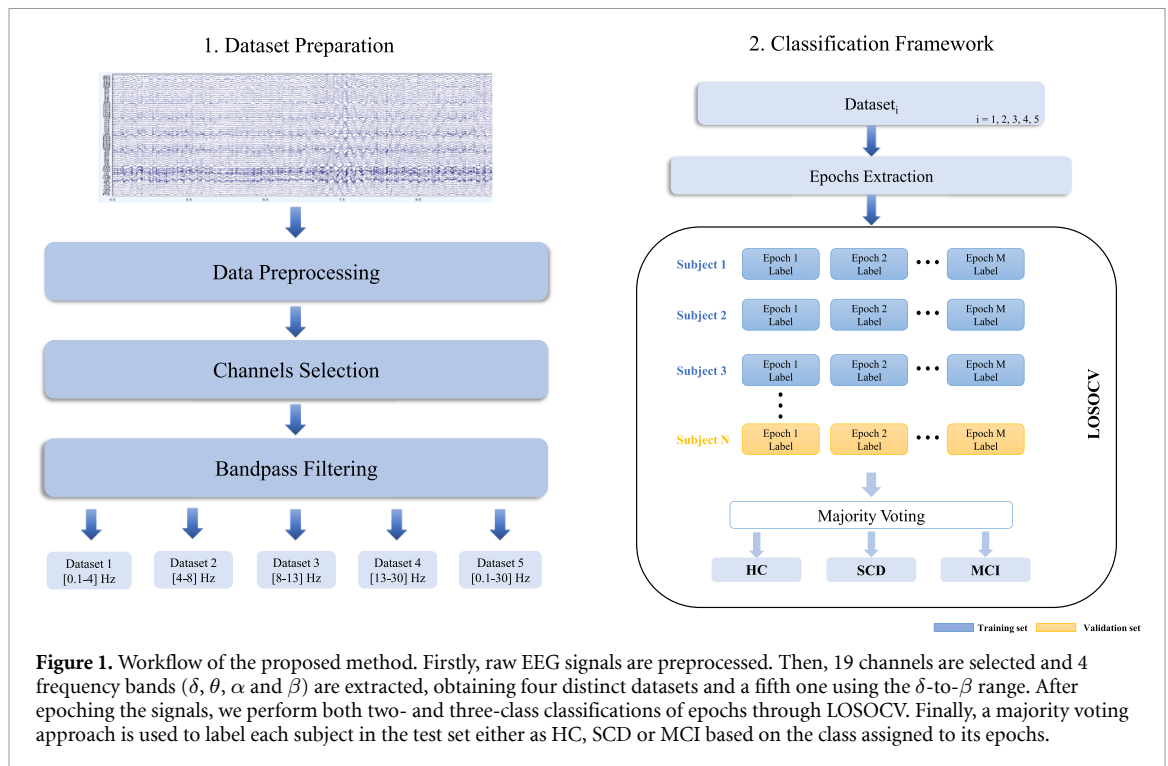 1. Dataset Preparation
Data Preprocessing
Channels Selection
Bandpass Filtering
Dataset 1
[0.1-4] Hz
Dataset 2
[4-8] Hz
Dataset 3
[8-13] Hz
Dataset 4
[13-30] Hz
Dataset 5
[0.1-30] Hz
2. Classification Framework
Dataset_i
i = 1, 2, 3, 4, 5
Epochs Extraction
Subject 1
Epoch 1
Label
Epoch 2
Label
•••
Epoch M
Label
Subject 2
Epoch 1
Label
Epoch 2
Label
•••
Epoch M
Label
Subject 3
Epoch 1
Label
Epoch 2
Label
•••
Epoch M
Label
Subject N
Epoch 1
Label
Epoch 2
Label
•••
Epoch M
Label
LOSOCV
Majority Voting
HC
SCD
MCI
Training set
Validation set
Figure 1. Workflow of the proposed method. Firstly, raw EEG signals are preprocessed. Then, 19 channels are selected and 4
frequency bands (δ, θ, α and β) are extracted, obtaining four distinct datasets and a fifth one using the δ-to-β range. After
epoching the signals, we perform both two- and three-class classifications of epochs through LOSOCV. Finally, a majority voting
approach is used to label each subject in the test set either as HC, SCD or MCI based on the class assigned to its epochs.